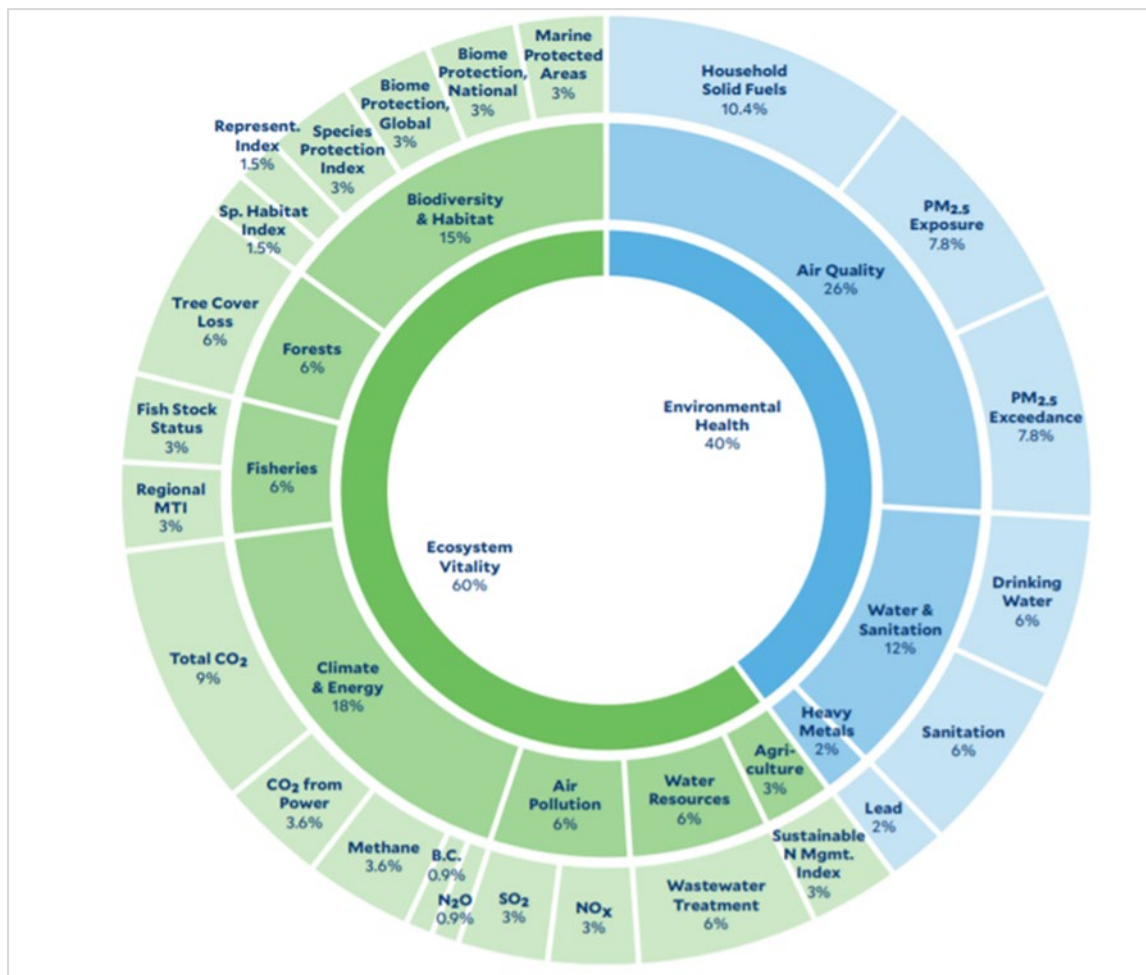 Marine
Protected
Areas
3%
Household
Solid Fuels
10.4%
PM2.5
Exposure
7.8%
PM2.5
Exceedance
7.8%
Drinking
Water
6%
Sanitation
6%
Lead
2%
Sustainable
N Mgmt.
Index
3%
Wastewater
Treatment
6%
NOX
3%
SO2
3%
N2O
0.9%
B.C.
0.9%
Methane
3.6%
CO2 from
Power
3.6%
Total CO2
9%
Regional
MTI
3%
Fish Stock
Status
3%
Tree Cover
Loss
6%
Sp. Habitat
Index
1.5%
Represent.
Index
1.5%
Species
Protection
Index
3%
Biome
Protection,
Global
3%
Biome
Protection,
National
3%
Biodiversity
& Habitat
15%
Air Quality
26%
Water &
Sanitation
12%
Heavy
Metals
2%
Agri-
culture
3%
Water
Resources
6%
Air
Pollution
6%
Climate
& Energy
18%
Fisheries
6%
Forests
6%
Environmental
Health
40%
Ecosystem
Vitality
60%